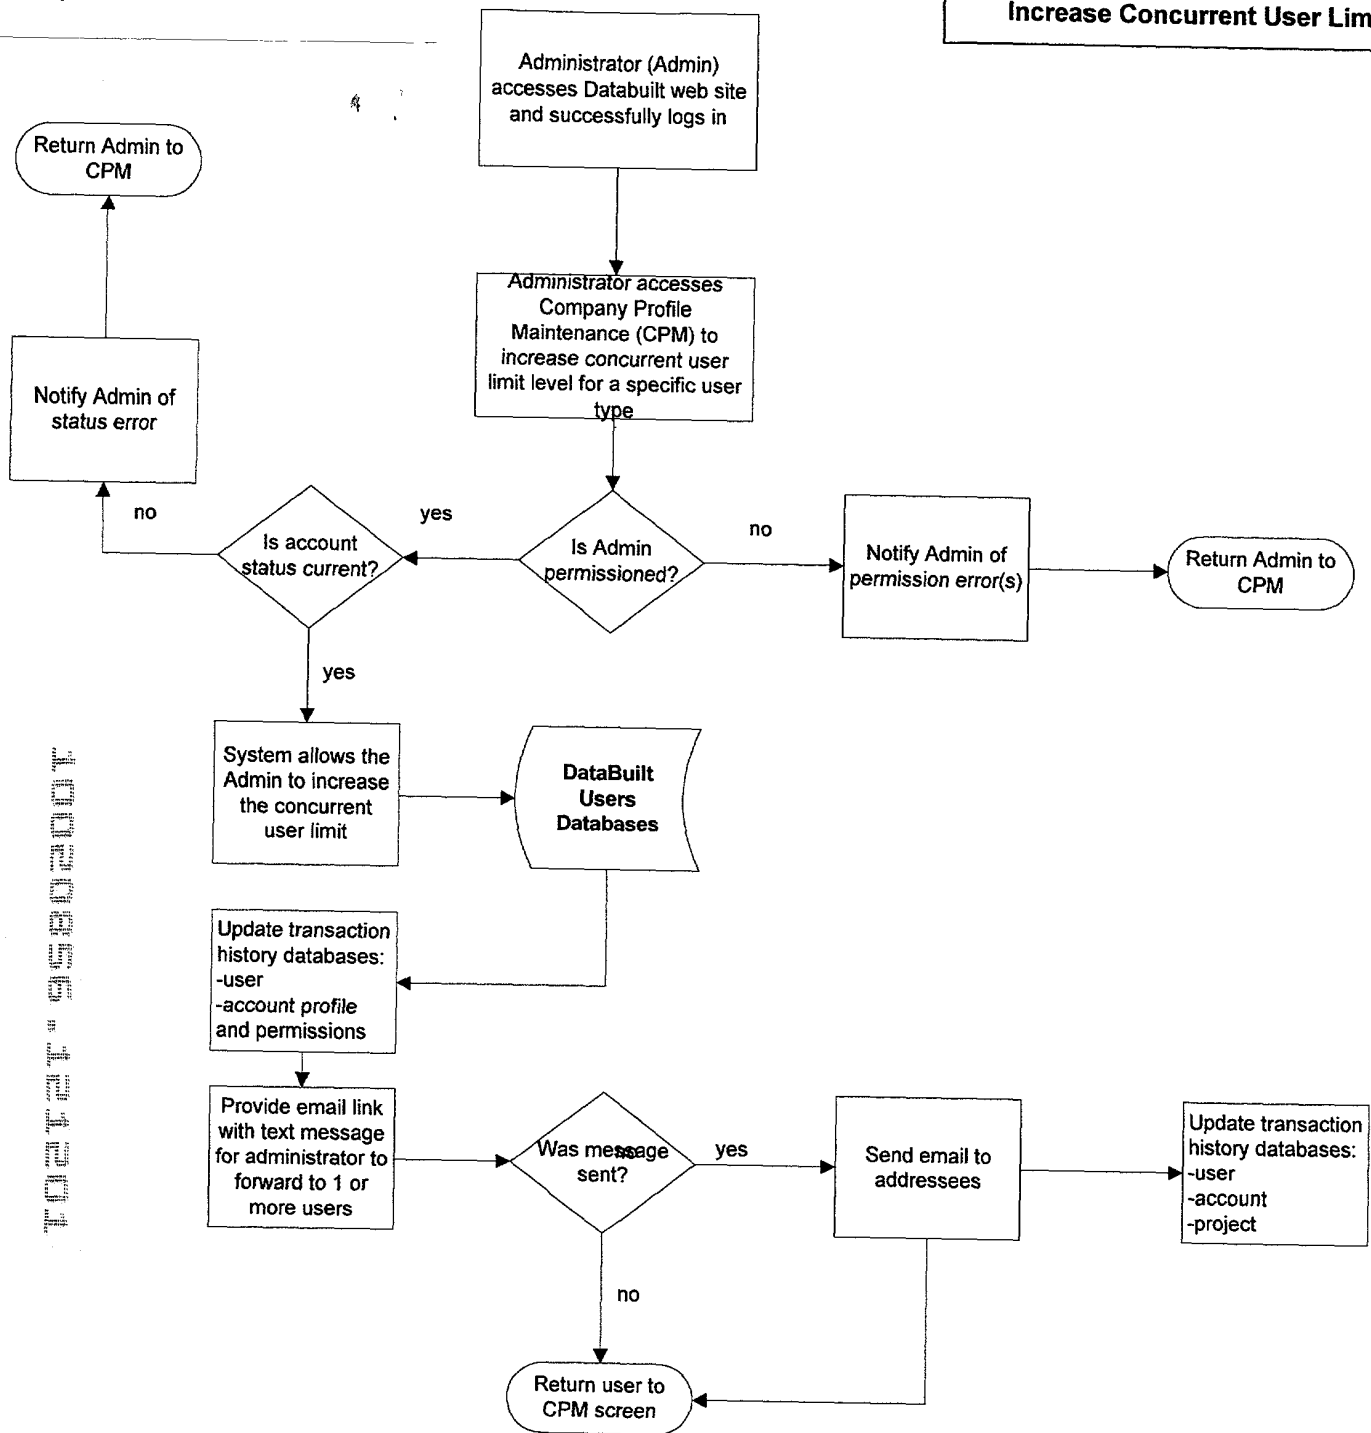 Increase Concurrent User Lim
Administrator (Admin)
accesses Databuilt web site
and successfully logs in
Return Admin to
CPM
Administrator accesses
Company Profile
Maintenance (CPM) to
increase concurrent user
limit level for a specific user
type
Notify Admin of
status error
no
Is account
status current?
yes
Is Admin
permissioned?
no
Notify Admin of
permission error(s)
Return Admin to
CPM
yes
System allows the
Admin to increase
the concurrent
user limit
DataBuilt
Users
Databases
Update transaction
history databases:
-user
-account profile
and permissions
Provide email link
with text message
for administrator to
forward to 1 or
more users
Was message
sent?
no
yes
Send email to
addressees
Update transaction
history databases:
-user
-account
-project
no
Return user to
CPM screen
10020856.121201